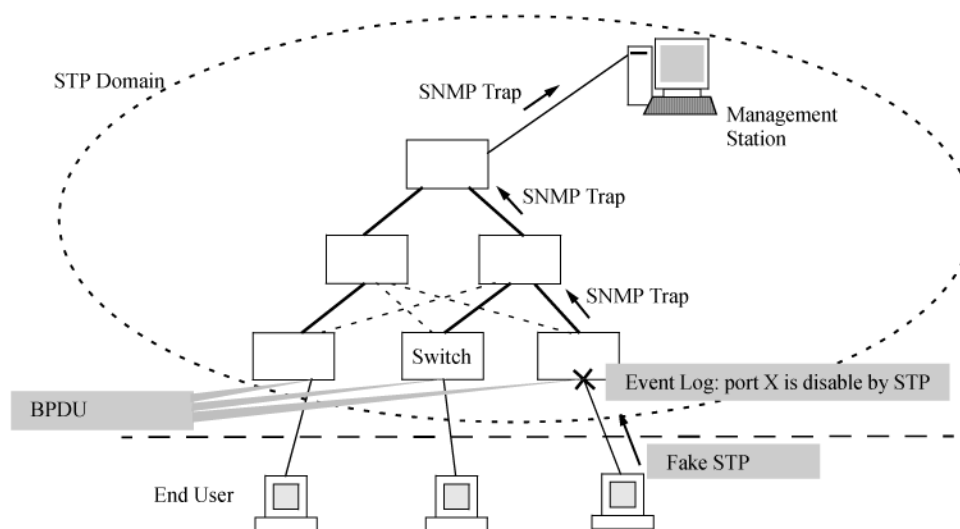 STP Domain
SNMP Trap
Management
Station
SNMP Trap
SNMP Trap
Switch
Event Log: port X is disable by STP
BPDU
Fake STP
End User